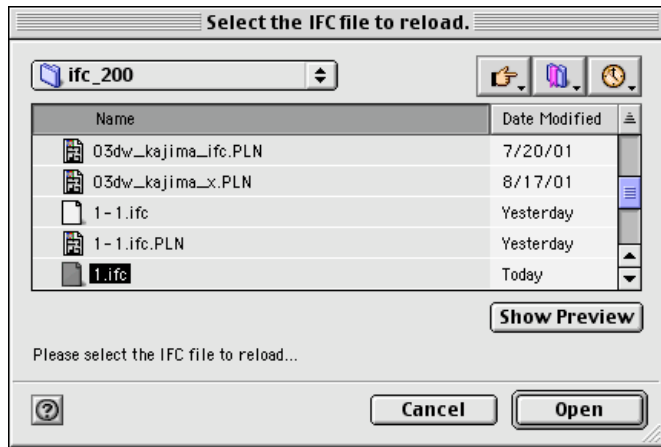 Select the IFC file to reload.
ifc_200
Name Date Modified
03dw_kajima_ifc.PLN 7/20/01
03dw_kajima_x.PLN 8/17/01
1-1.ifc Yesterday
1-1.ifc.PLN Yesterday
1.ifc Today
Show Preview
Please select the IFC file to reload...
? Cancel Open